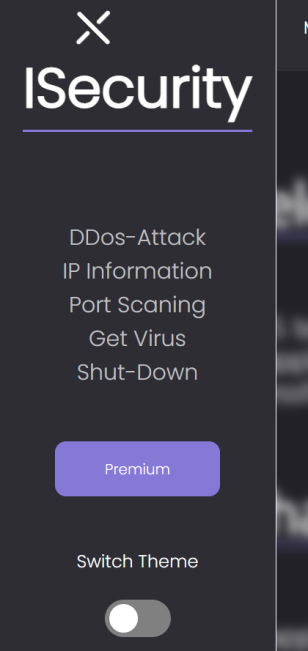 ISecurity
DDos-Attack
IP Information
Port Scaning
Get Virus
Shut-Down
Premium
Switch Theme